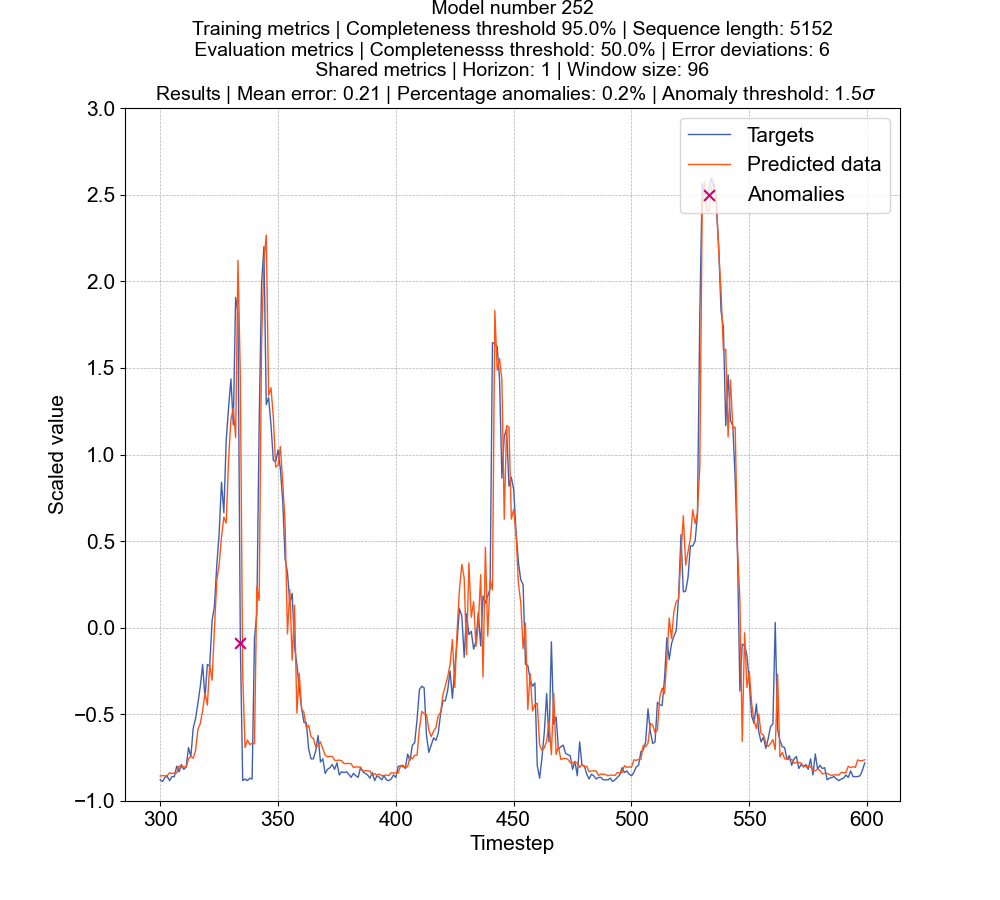 Model number 252
Training metrics | Completeness threshold 95.0% | Sequence length: 5152
Evaluation metrics | Completenesss threshold: 50.0% | Error deviations: 6
Shared metrics | Horizon: 1 | Window size: 96
Results | Mean error: 0.21 | Percentage anomalies: 0.2% | Anomaly threshold: 1.5σ
3.0
2.5
2.0
1.5
1.0
0.5
0.0
−0.5
−1.0
Scaled value
Targets
Predicted data
Anomalies
300 350 400 450 500 550 600
Timestep